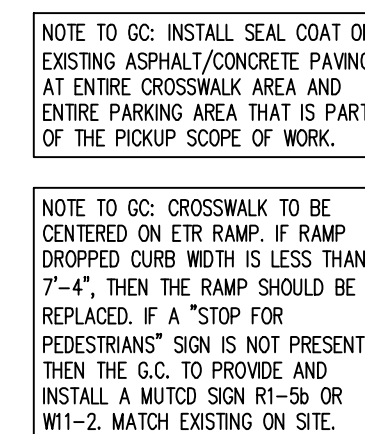 NOTE TO GC: INSTALL SEAL COAT
EXISTING ASPHALT/CONCRETE PAVING
AT ENTIRE CROSSWALK AREA AND
ENTIRE PARKING AREA THAT IS PART
OF THE PICKUP SCOPE OF WORK.
NOTE TO GC: CROSSWALK TO BE
CENTERED ON ETR RAMP. IF RAMP
DROPPED CURB WIDTH IS LESS THAN
7'-4", THEN THE RAMP SHOULD BE
REPLACED. IF A "STOP FOR
PEDESTRIANS" SIGN IS NOT PRESENT
THEN THE G.C. TO PROVIDE AND
INSTALL A MUTCD SIGN R1-5b OR
W11-2. MATCH EXISTING ON SITE.